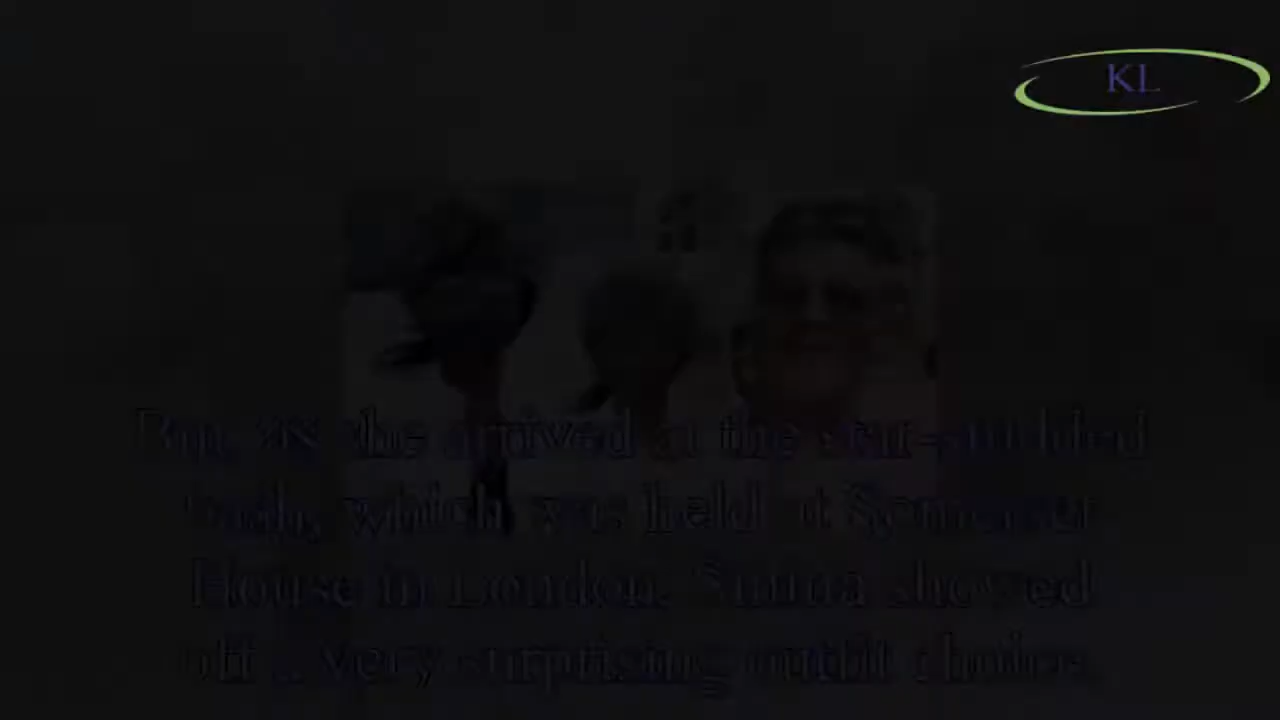 KL
But as she arrived at the star-studded
bash, which was held at Somerset
House in London, Sunna showed
off a very surprising outfit choice.